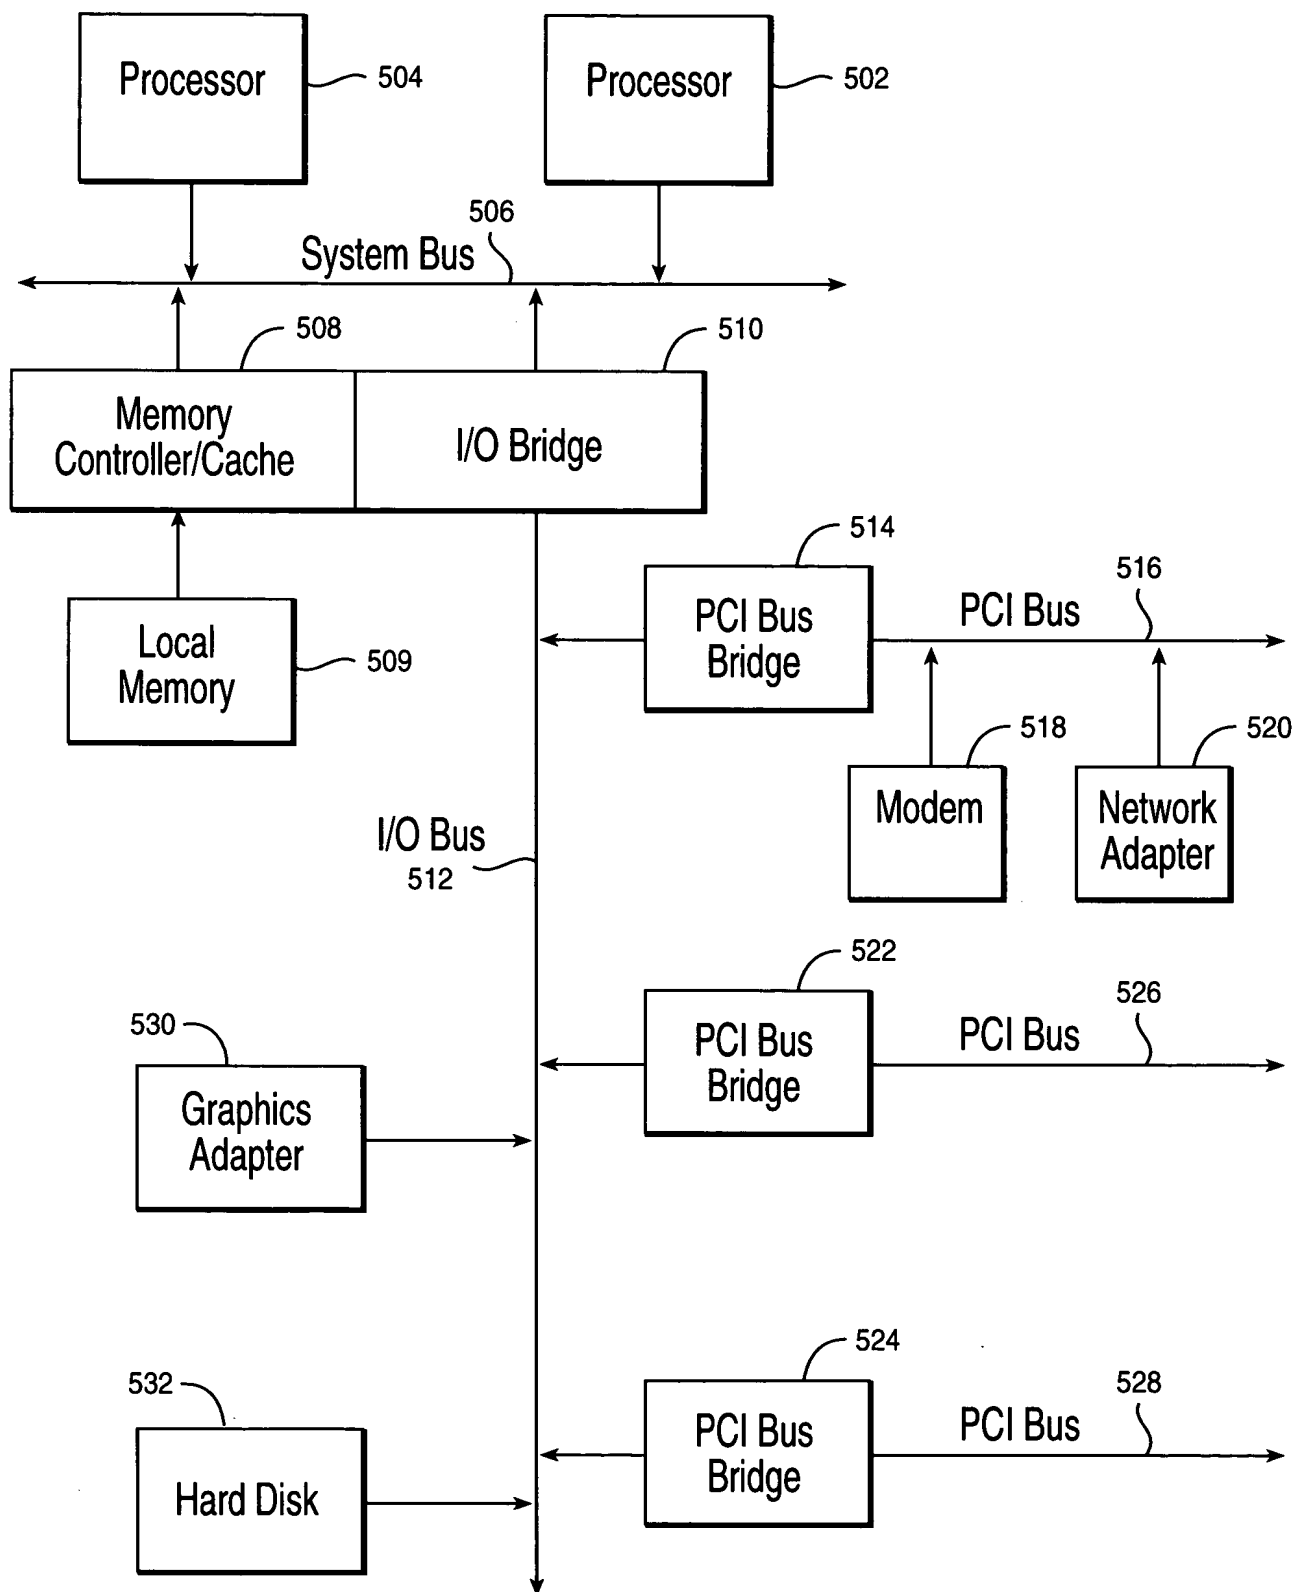 Processor
504
Processor
502
506
System Bus
508
510
Memory
Controller/Cache
I/O Bridge
514
PCI Bus
Bridge
PCI Bus
516
Local
Memory
509
518
520
Modem
Network
Adapter
I/O Bus
512
522
PCI Bus
Bridge
PCI Bus
526
530
Graphics
Adapter
524
PCI Bus
Bridge
PCI Bus
528
532
Hard Disk